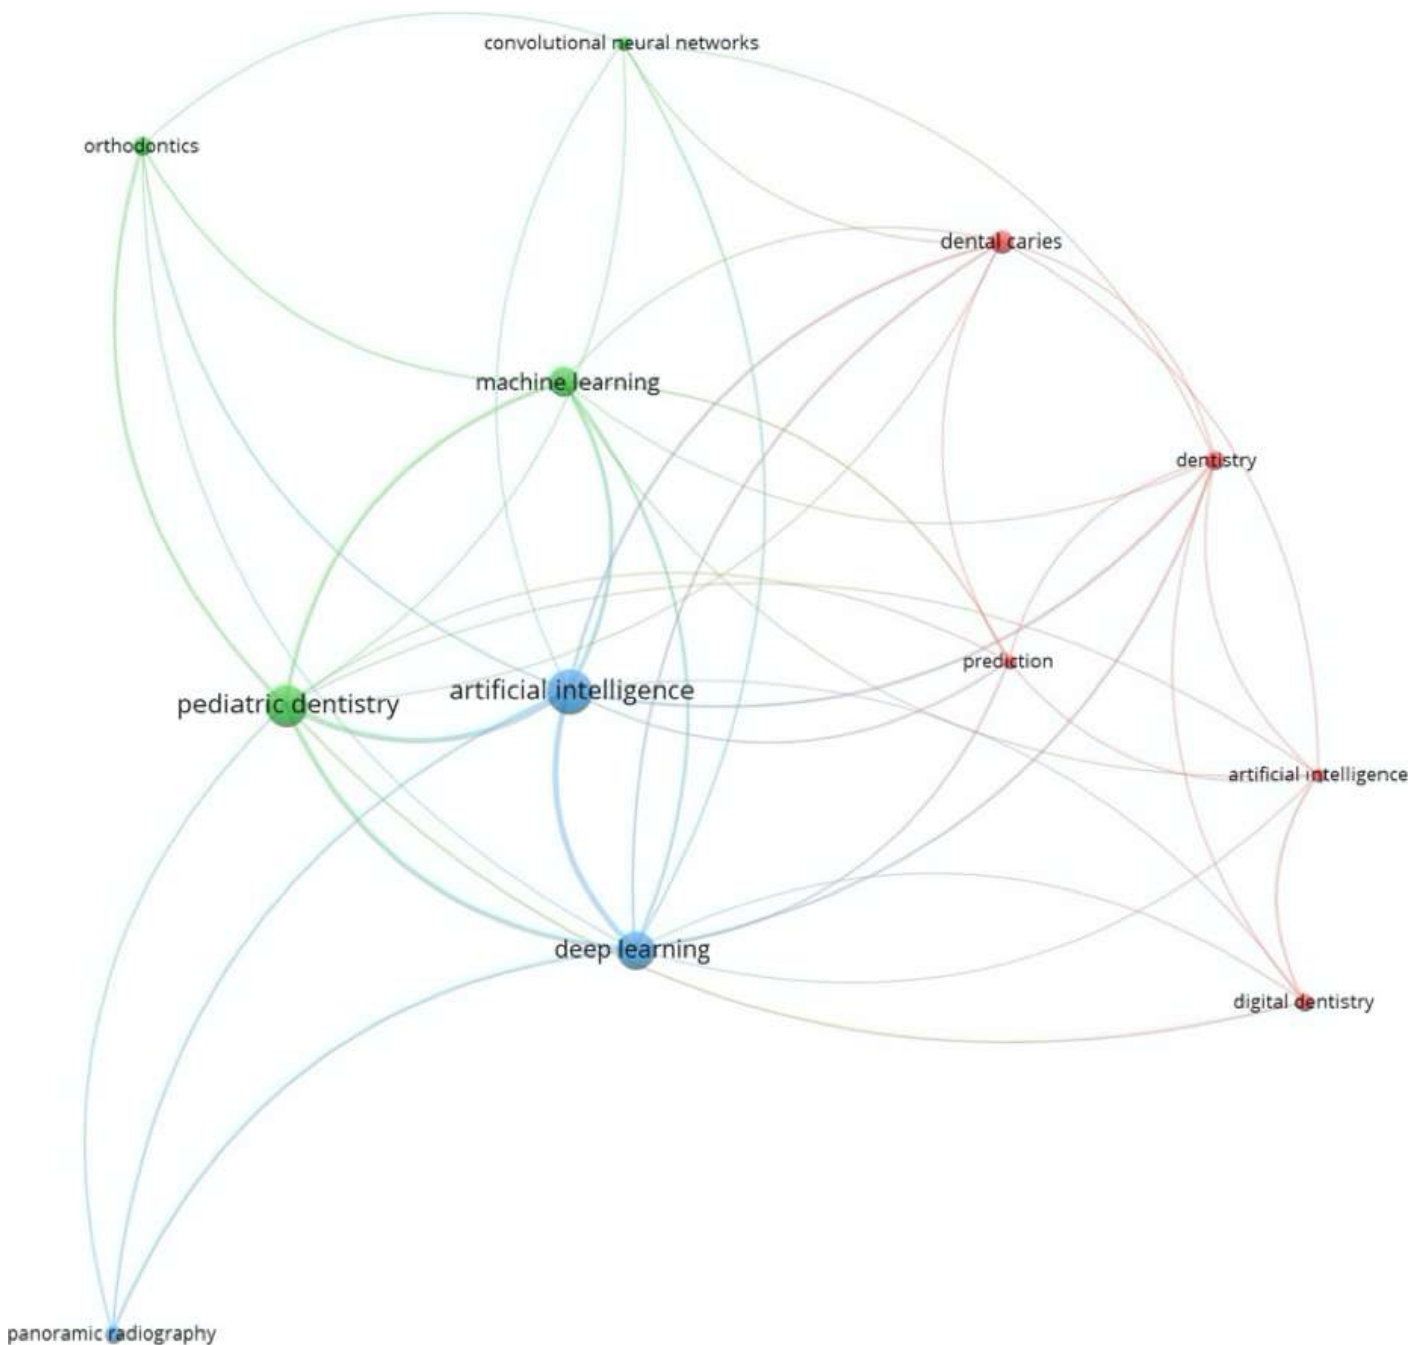 convolutional neural networks
orthodontics
dental caries
machine learning
dentistry
prediction
artificial intelligence
pediatric dentistry
artificial intelligence
deep learning
digital dentistry
panoramic radiography